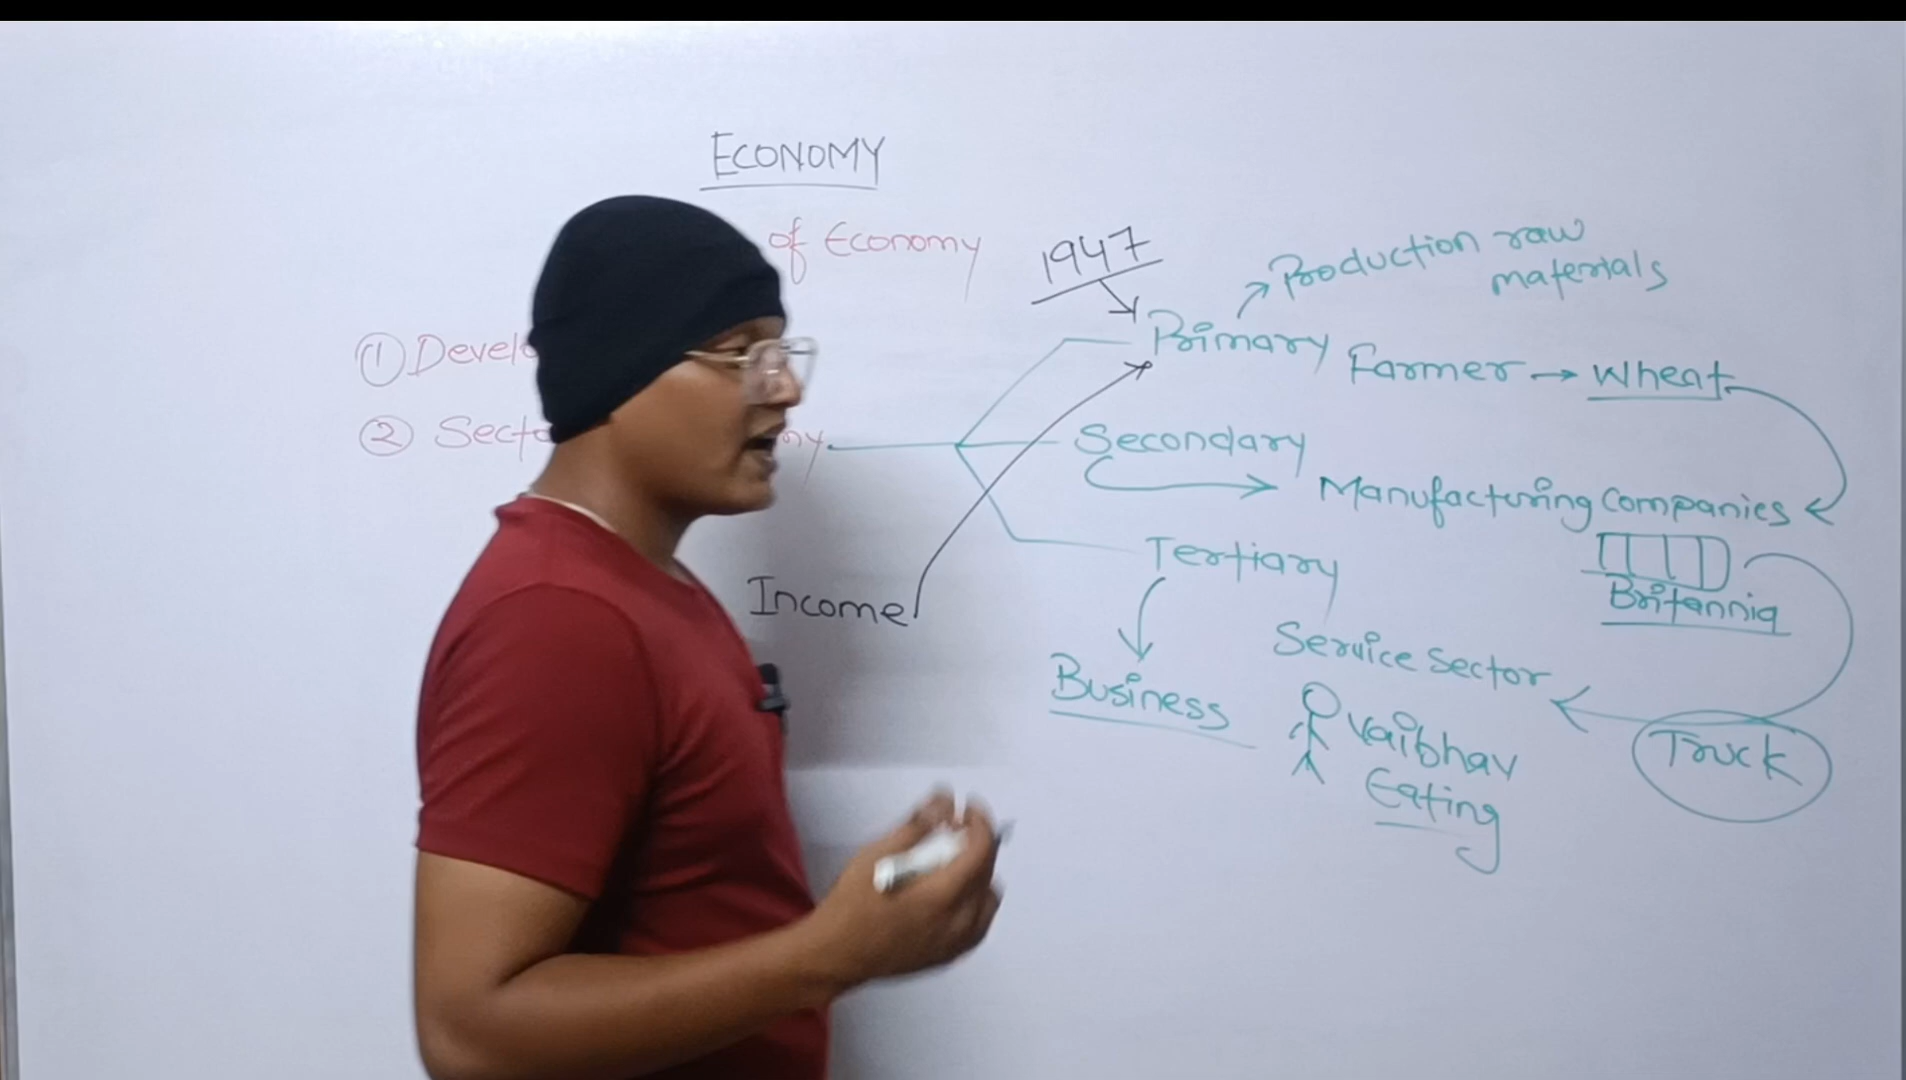 ECONOMY
of Economy
① Develo
② Secto
ny
1947
Production raw
materials
Primary
Farmer → Wheat
Secondary
Manufacturing Companies
Britannia
Tertiary
Income
Service Sector
Business
Vaibhav
Eating
Truck